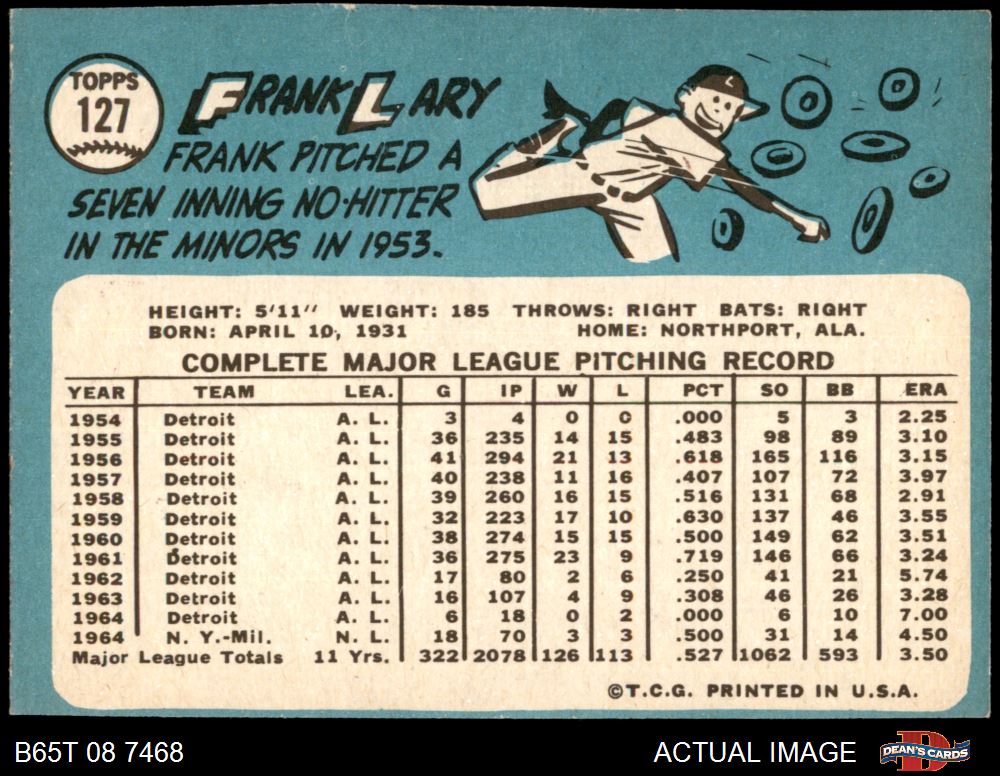 TOPPS
127
FRANK LARY
FRANK PITCHED A
SEVEN INNING NO-HITTER
IN THE MINORS IN 1953.
L
HEIGHT: 5'11" WEIGHT: 185 THROWS: RIGHT BATS: RIGHT
BORN: APRIL 10, 1931 HOME: NORTHPORT, ALA.
COMPLETE MAJOR LEAGUE PITCHING RECORD
YEAR TEAM LEA. G IP W L PCT SO BB ERA
1954 Detroit A. L. 3 4 0 0 .000 5 3 2.25
1955 Detroit A. L. 36 235 14 15 .483 98 89 3.10
1956 Detroit A. L. 41 294 21 13 .618 165 116 3.15
1957 Detroit A. L. 40 238 11 16 .407 107 72 3.97
1958 Detroit A. L. 39 260 16 15 .516 131 68 2.91
1959 Detroit A. L. 32 223 17 10 .630 137 46 3.55
1960 Detroit A. L. 38 274 15 15 .500 149 62 3.51
1961 Detroit A. L. 36 275 23 9 .719 146 66 3.24
1962 Detroit A. L. 17 80 2 6 .250 41 21 5.74
1963 Detroit A. L. 16 107 4 9 .308 46 26 3.28
1964 Detroit A. L. 6 18 0 2 .000 6 10 7.00
1964 N. Y.-Mil. N. L. 18 70 3 3 .500 31 14 4.50
Major League Totals 11 Yrs. 322 2078 126 113 .527 1062 593 3.50
©T.C.G. PRINTED IN U.S.A.
B65T 08 7468 ACTUAL IMAGE DEAN'S CARDS